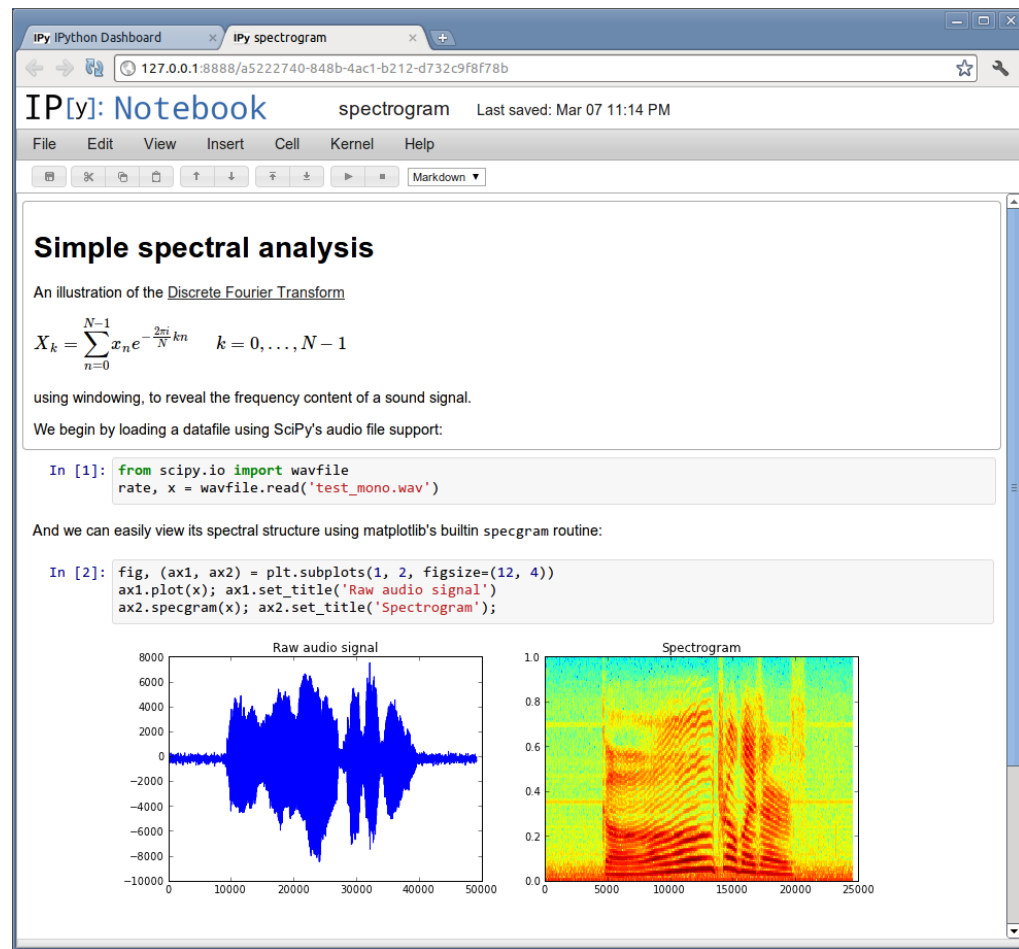 IPy IPython Dashboard × IPy spectrogram ×
127.0.0.1:8888/a5222740-848b-4ac1-b212-d732c9f8f78b
IP[y]: Notebook spectrogram Last saved: Mar 07 11:14 PM
File Edit View Insert Cell Kernel Help
Markdown ▼
Simple spectral analysis
An illustration of the Discrete Fourier Transform
N−1
X_k = ∑ x_n e^{−\frac{2πi}{N}kn} k = 0, . . . , N − 1
n=0
using windowing, to reveal the frequency content of a sound signal.
We begin by loading a datafile using SciPy's audio file support:
In [1]: from scipy.io import wavfile
rate, x = wavfile.read('test_mono.wav')
And we can easily view its spectral structure using matplotlib's builtin specgram routine:
In [2]: fig, (ax1, ax2) = plt.subplots(1, 2, figsize=(12, 4))
ax1.plot(x); ax1.set_title('Raw audio signal')
ax2.specgram(x); ax2.set_title('Spectrogram');
Raw audio signal
8000
6000
4000
2000
0
−2000
−4000
−6000
−8000
−10000
0 10000 20000 30000 40000 50000
Spectrogram
1.0
0.8
0.6
0.4
0.2
0.0
0 5000 10000 15000 20000 25000